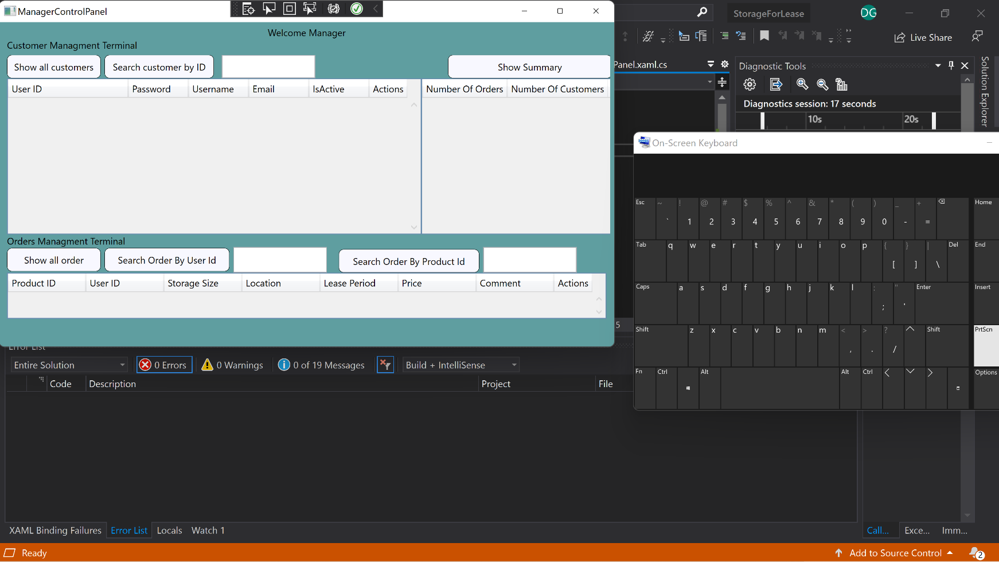 ManagerControlPanel
StorageForLease
DG
Welcome Manager
Customer Managment Terminal
Live Share
Show all customers
Search customer by ID
Show Summary
Panel.xaml.cs
Diagnostic Tools
Solution Explorer
User ID
Password
Username
Email
IsActive
Actions
Number Of Orders
Number Of Customers
Diagnostics session: 17 seconds
10s
20s
On-Screen Keyboard
Esc ~ ` ! 1 @ 2 # 3 $ 4 % 5 ^ 6 & 7 * 8 ( 9 ) 0 _ - + = Home
Tab q w e r t y u i o p { [ } ] | \ Del End
Caps a s d f g h j k l : ; " ' Enter Insert
Shift z x c v b n m < , > . ? / Shift PrtScn
Fn Ctrl Alt Alt Ctrl Options
Orders Managment Terminal
Show all order
Search Order By User Id
Search Order By Product Id
Product ID
User ID
Storage Size
Location
Lease Period
Price
Comment
Actions
5
Error List
Entire Solution
0 Errors
0 Warnings
0 of 19 Messages
Build + IntelliSense
Code
Description
Project
File
XAML Binding Failures
Error List
Locals
Watch 1
Call...
Exce...
Imm...
Ready
Add to Source Control
2